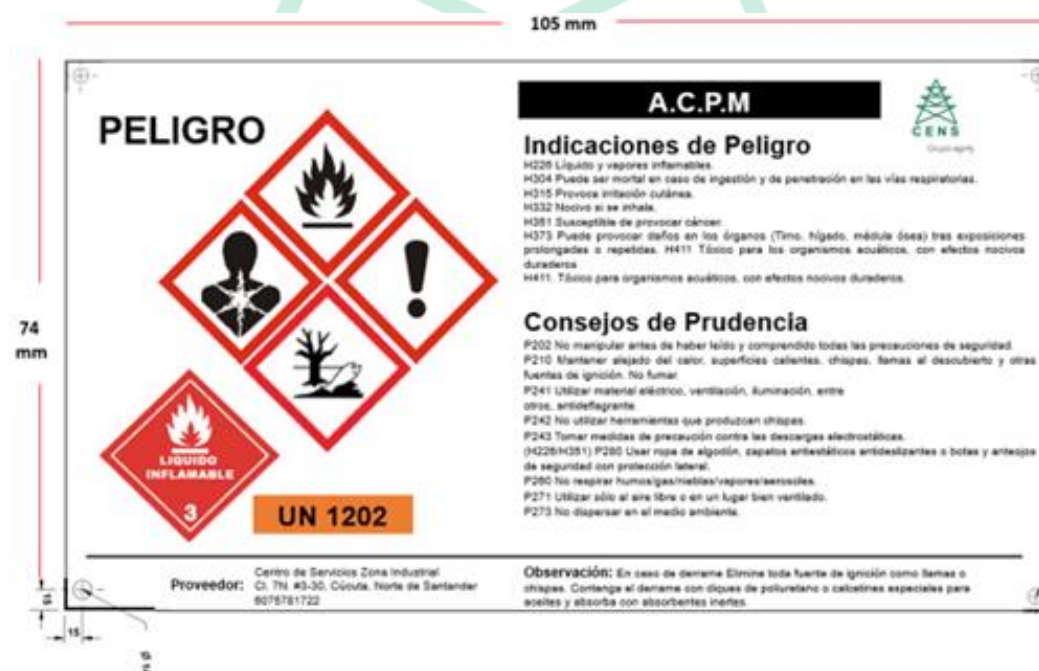 105 mm
74
mm
PELIGRO
LIQUIDO
INFLAMABLE
3
UN 1202
A.C.P.M
CENS
Grupo·epm
Indicaciones de Peligro
H226 Líquido y vapores inflamables.
H304 Puede ser mortal en caso de ingestión y de penetración en las vías respiratorias.
H315 Provoca irritación cutánea.
H332 Nocivo si se inhala.
H351 Susceptible de provocar cáncer.
H373 Puede provocar daños en los órganos (Timo, hígado, médula ósea) tras exposiciones
prolongadas o repetidas. H411 Tóxico para los organismos acuáticos, con efectos nocivos
duraderos
H411. Tóxico para organismos acuáticos, con efectos nocivos duraderos.
Consejos de Prudencia
P202 No manipular antes de haber leído y comprendido todas las precauciones de seguridad.
P210 Mantener alejado del calor, superficies calientes, chispas, llamas al descubierto y otras
fuentes de ignición. No fumar.
P241 Utilizar material eléctrico, ventilación, iluminación, entre
otros, antideflagrante.
P242 No utilizar herramientas que produzcan chispas.
P243 Tomar medidas de precaución contra las descargas electrostáticas.
(H226/H351) P280 Usar ropa de algodón, zapatos antiestáticos antideslizantes o botas y anteojos
de seguridad con protección lateral.
P260 No respirar humos/gas/nieblas/vapores/aerosoles.
P271 Utilizar sólo al aire libre o en un lugar bien ventilado.
P273 No dispersar en el medio ambiente.
Proveedor:
Centro de Servicios Zona Industrial
Cl. 7N. #3-30. Cúcuta, Norte de Santander
6075781722
Observación: En caso de derrame Elimine toda fuente de ignición como llamas o
chispas. Contenga el derrame con diques de poliuretano o calcetines especiales para
aceites y absorba con absorbentes inertes.
15
15